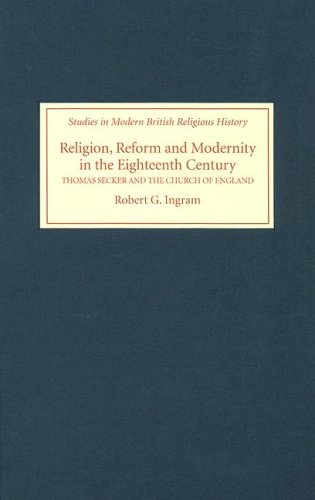 Studies in Modern British Religious History
Religion, Reform and Modernity
in the Eighteenth Century
THOMAS SECKER AND THE CHURCH OF ENGLAND
Robert G. Ingram